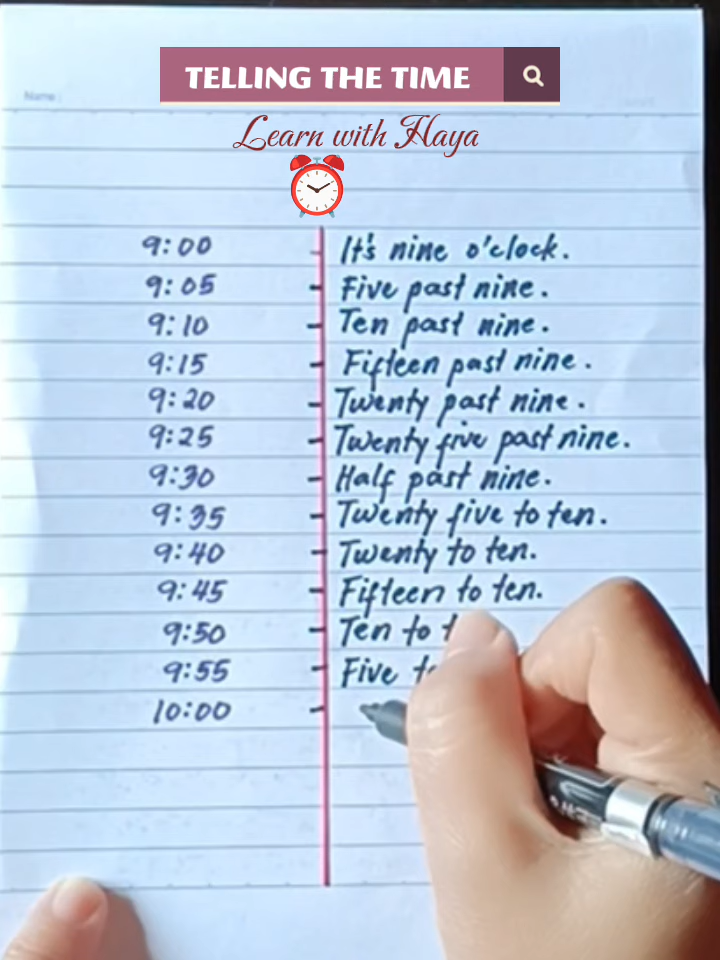 TELLING THE TIME
Learn with Haya
Name:
9:00 It's nine o'clock.
9:05 Five past nine.
9:10 Ten past nine.
9:15 Fifteen past nine.
9:20 Twenty past nine.
9:25 Twenty five past nine.
9:30 Half past nine.
9:35 Twenty five to ten.
9:40 Twenty to ten.
9:45 Fifteen to ten.
9:50 Ten to
9:55 Five
10:00